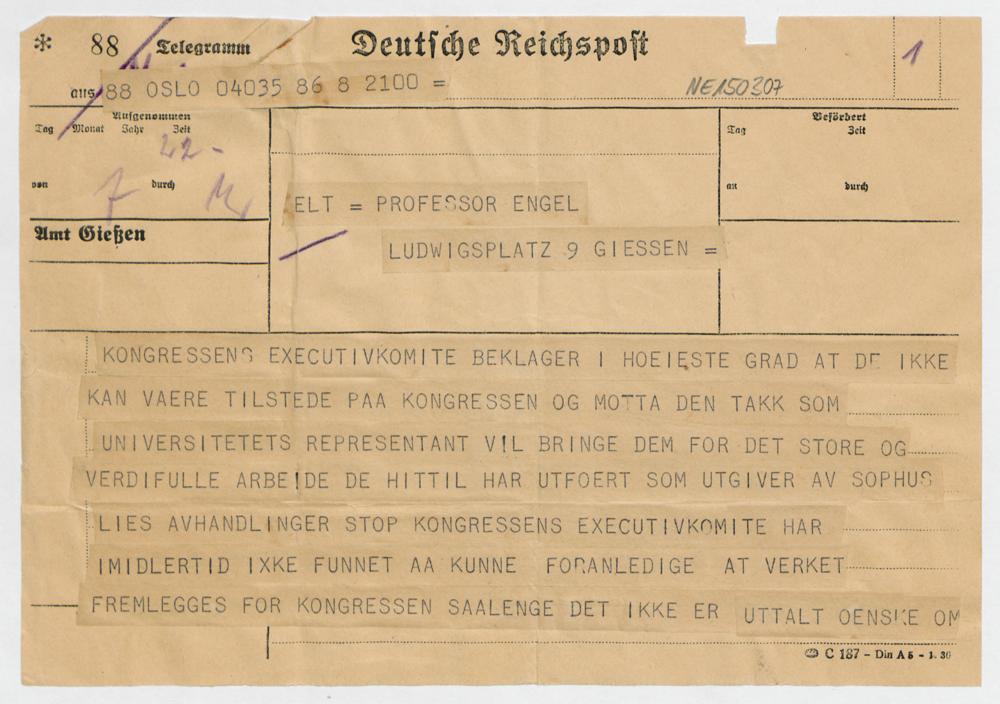 * 88 Telegramm Deutsche Reichspost 1
aus 88 OSLO 04035 86 8 2100 = NE150307
Aufgenommen
Tag Monat Jahr Zeit
22-
von 7 durch
Amt Gießen
Befördert
Tag Zeit
an durch
ELT = PROFESSOR ENGEL
LUDWIGSPLATZ 9 GIESSEN =
KONGRESSENS EXECUTIVKOMITE BEKLAGER I HOEIESTE GRAD AT DE IKKE
KAN VAERE TILSTEDE PAA KONGRESSEN OG MOTTA DEN TAKK SOM
UNIVERSITETETS REPRESENTANT VIL BRINGE DEM FOR DET STORE OG
VERDIFULLE ARBEIDE DE HITTIL HAR UTFOERT SOM UTGIVER AV SOPHUS
LIES AVHANDLINGER STOP KONGRESSENS EXECUTIVKOMITE HAR
IMIDLERTID IXKE FUNNET AA KUNNE FORANLEDIGE AT VERKET
FREMLEGGES FOR KONGRESSEN SAALENGE DET IKKE ER UTTALT OENSKE OM
C 187 - Din A 5 - 1. 36